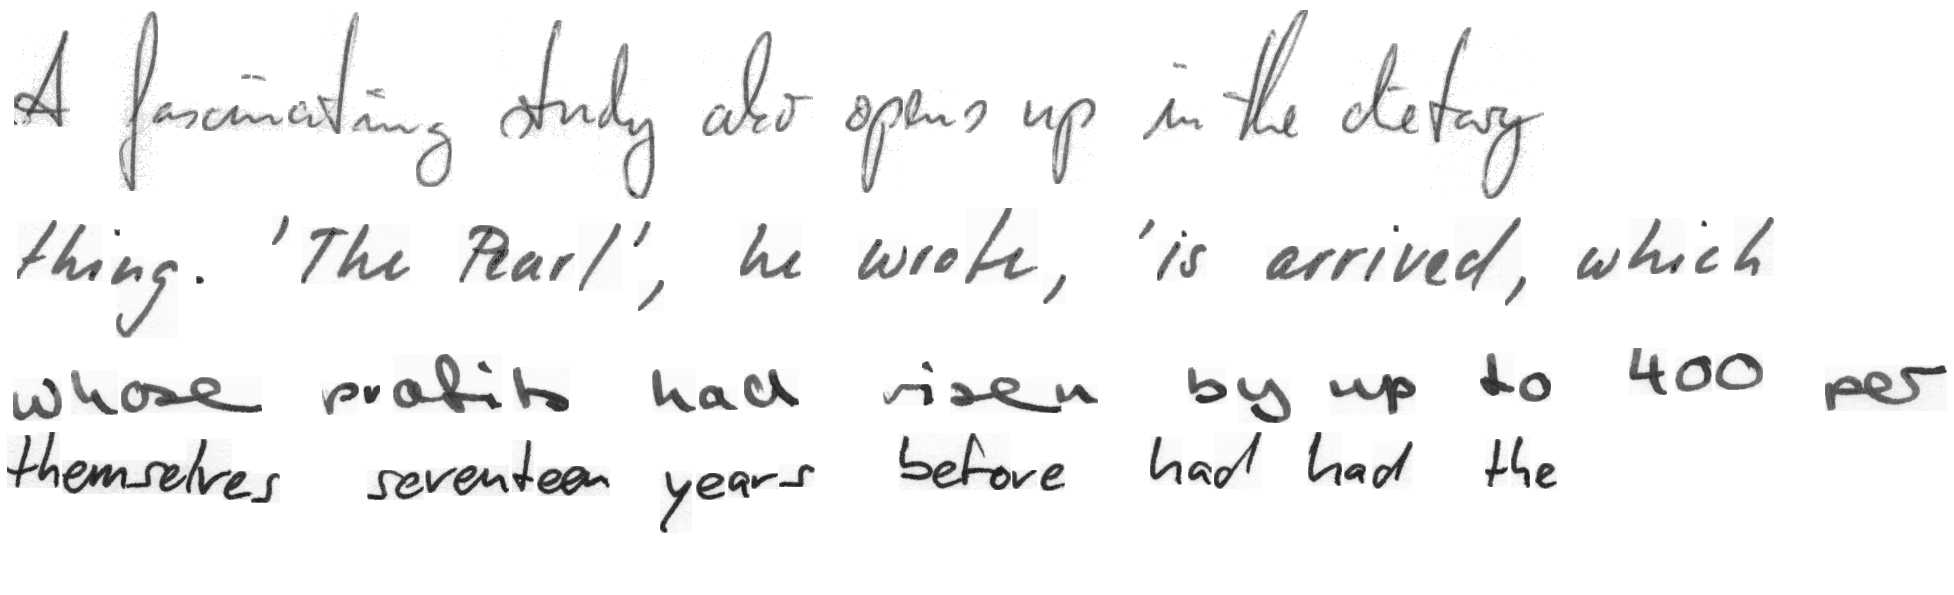 A fascinating study also opens up in the dietary
thing. 'The Pearl', he wrote, 'is arrived, which
whose profits had risen by up to 400 per
themselves seventeen years before had had the